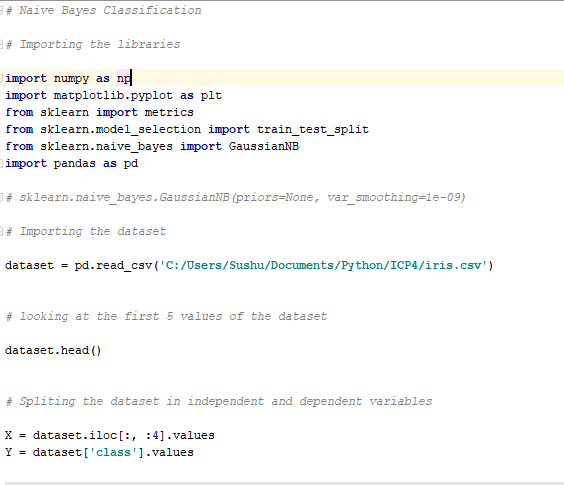 # Naive Bayes Classification
# Importing the libraries
import numpy as np
import matplotlib.pyplot as plt
from sklearn import metrics
from sklearn.model_selection import train_test_split
from sklearn.naive_bayes import GaussianNB
import pandas as pd
# sklearn.naive_bayes.GaussianNB(priors=None, var_smoothing=1e-09)
# Importing the dataset
dataset = pd.read_csv('C:/Users/Sushu/Documents/Python/ICP4/iris.csv')
# looking at the first 5 values of the dataset
dataset.head()
# Spliting the dataset in independent and dependent variables
X = dataset.iloc[:, :4].values
Y = dataset['class'].values